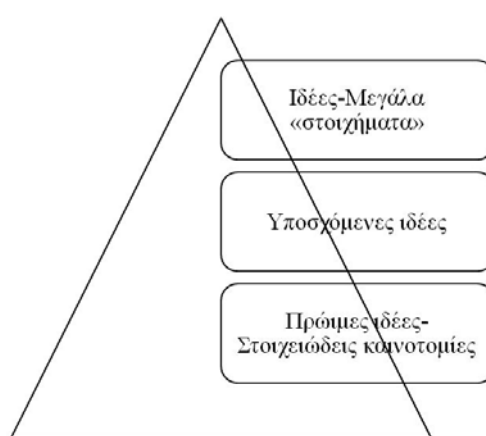 Ιδέες-Μεγάλα
«στοιχήματα»
Υποσχόμενες ιδέες
Πρώιμες ιδέες-
Στοιχειώδεις καινοτομίες